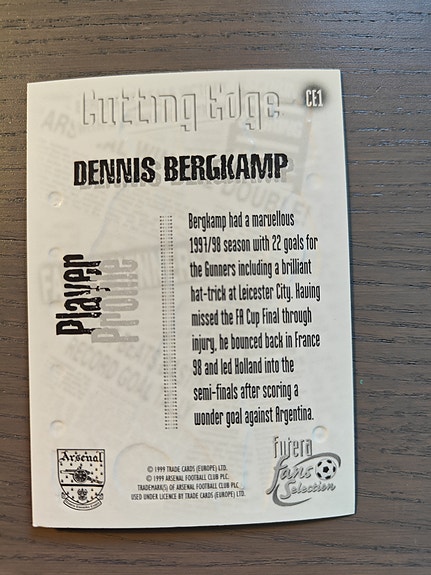 Cutting Edge
CE1
DENNIS BERGKAMP
Player
Profile
Bergkamp had a marvellous
1997/98 season with 22 goals for
the Gunners including a brilliant
hat-trick at Leicester City. Having
missed the FA Cup Final through
injury, he bounced back in France
98 and led Holland into the
semi-finals after scoring a
wonder goal against Argentina.
Arsenal
© 1999 TRADE CARDS (EUROPE) LTD.
© 1999 ARSENAL FOOTBALL CLUB PLC.
TRADEMARK(S) OF ARSENAL FOOTBALL CLUB PLC
USED UNDER LICENCE BY TRADE CARDS (EUROPE) LTD.
futera
fans
Selection